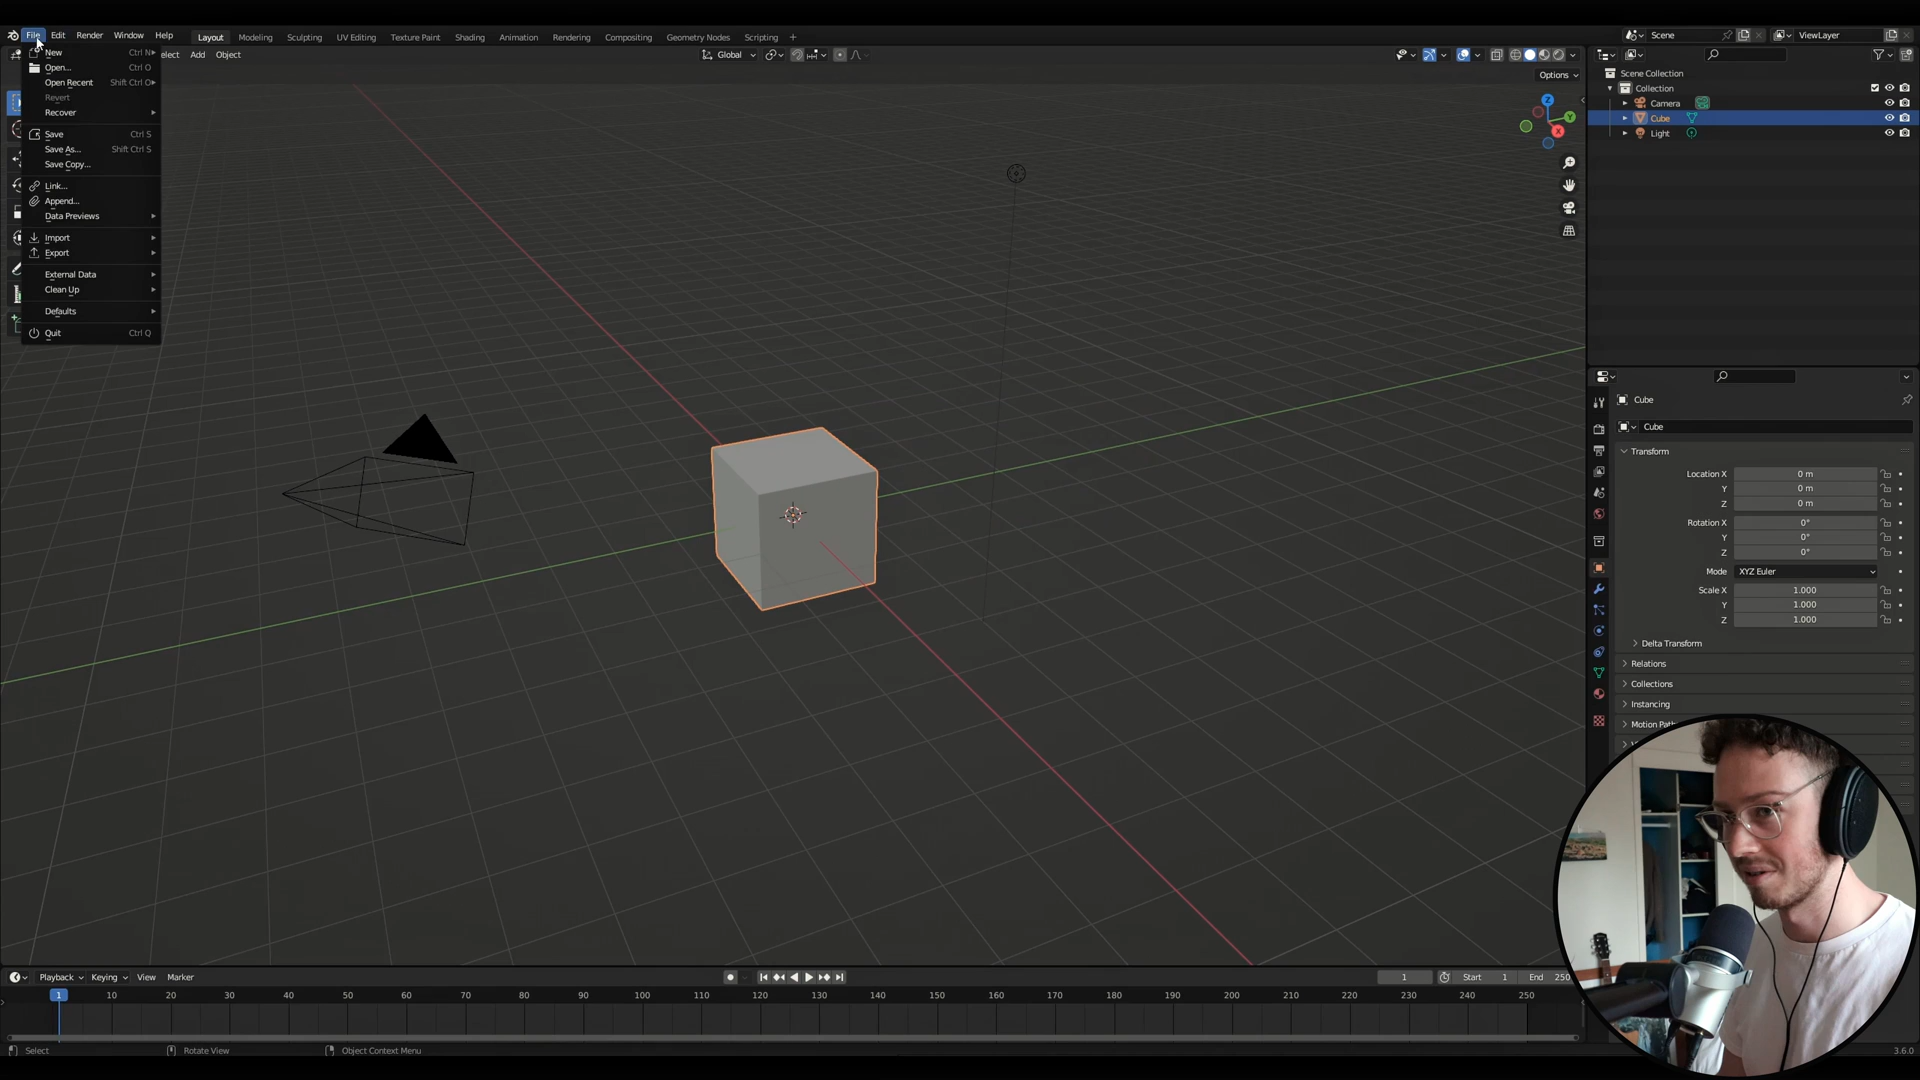 File Edit Render Window Help Layout Modeling Sculpting UV Editing Texture Paint Shading Animation Rendering Compositing Geometry Nodes Scripting + Scene ViewLayer
Add Object Global
Options
New Ctrl N
Open... Ctrl O
Open Recent Shift Ctrl O
Revert
Recover
Save Ctrl S
Save As... Shift Ctrl S
Save Copy...
Link...
Append...
Data Previews
Import
Export
External Data
Clean Up
Defaults
Quit Ctrl Q
Z
Y
X
Scene Collection
Collection
Camera
Cube
Light
Cube
Cube
Transform
Location X 0 m
Y 0 m
Z 0 m
Rotation X 0°
Y 0°
Z 0°
Mode XYZ Euler
Scale X 1.000
Y 1.000
Z 1.000
Delta Transform
Relations
Collections
Instancing
Motion
Playback Keying View Marker 1 Start 1 End 250
1 10 20 30 40 50 60 70 80 90 100 110 120 130 140 150 160 170 180 190 200 210 220 230 240 250
Select Rotate View Object Context Menu 3.6.0